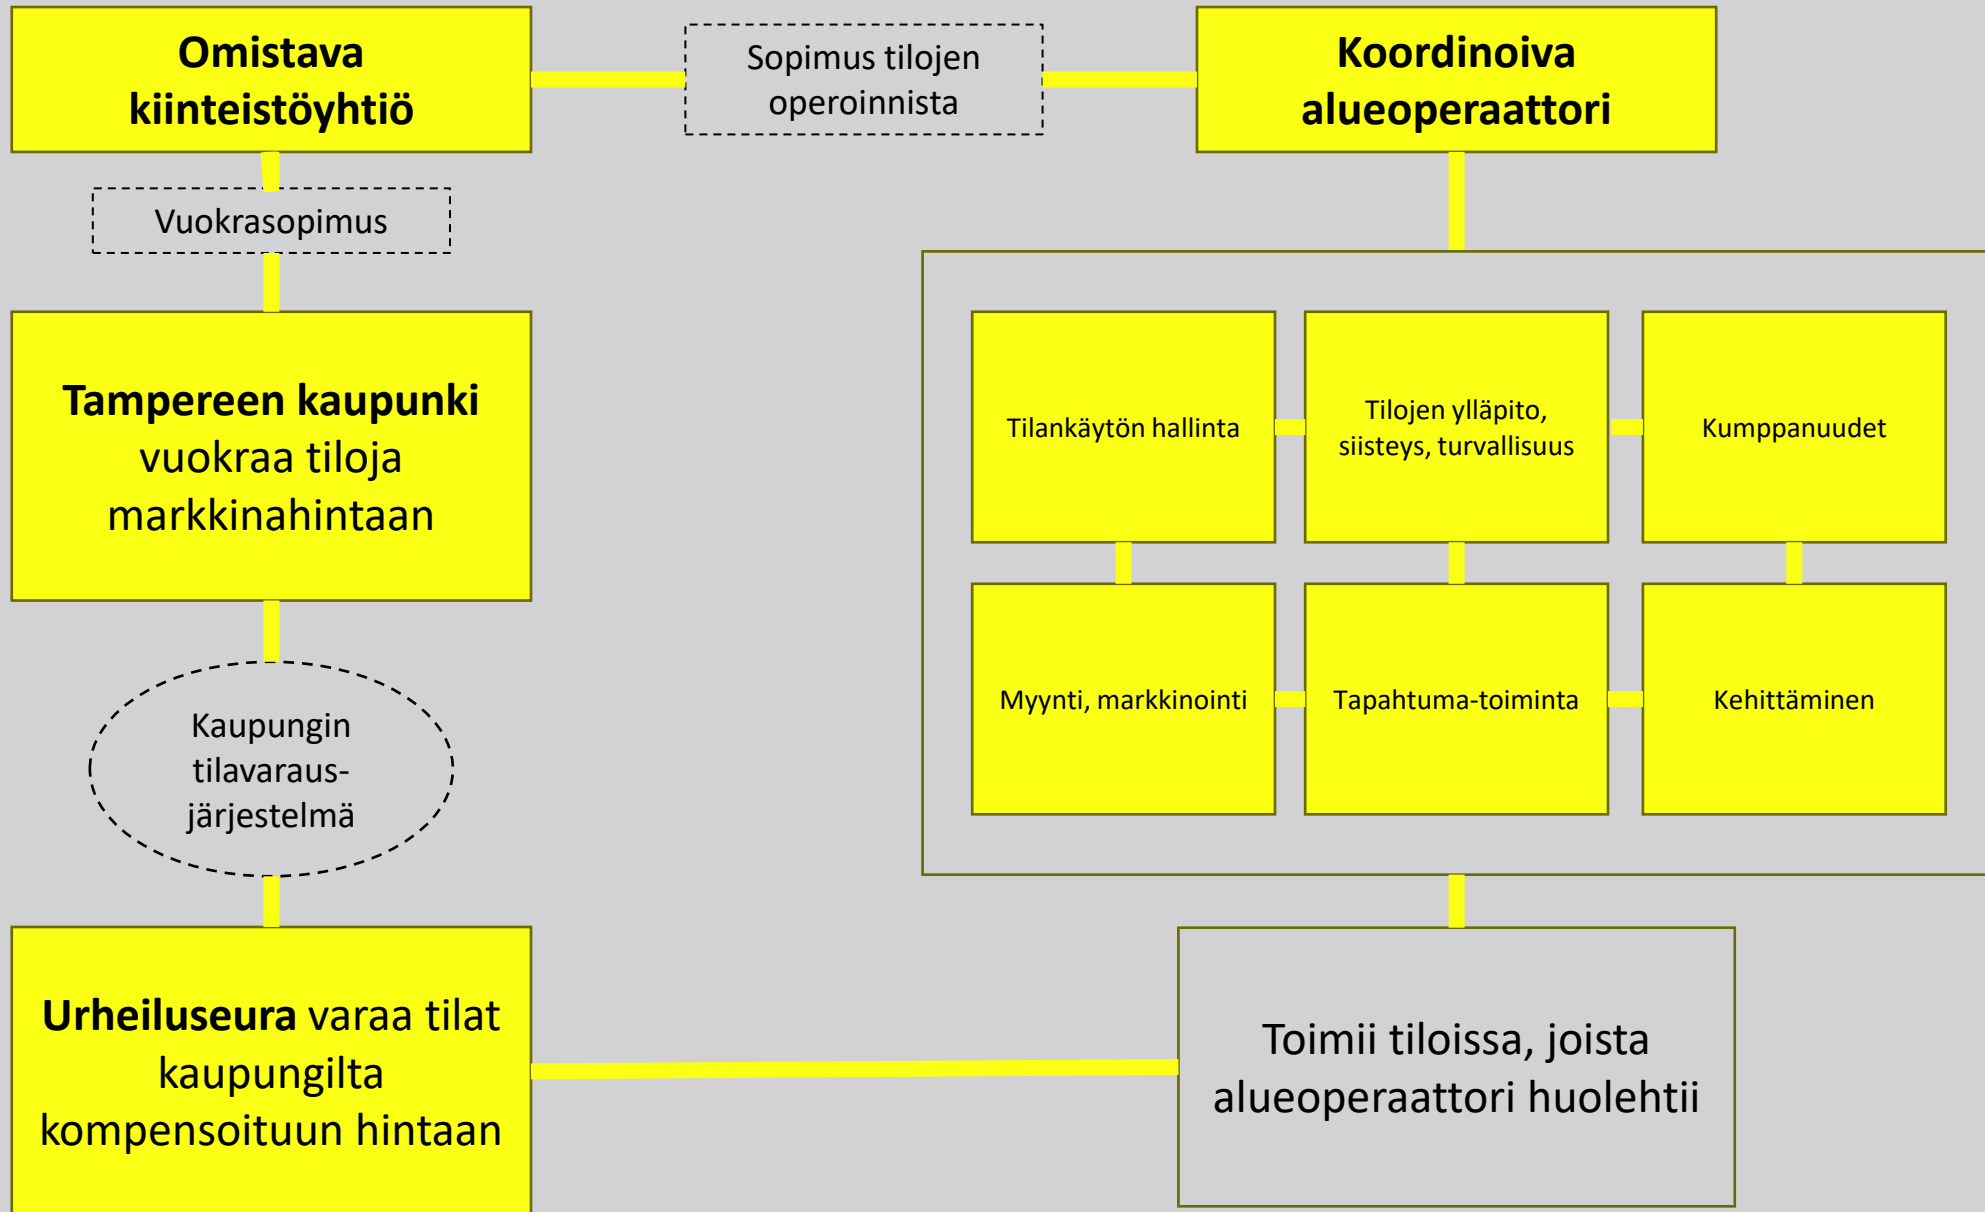 Omistava
kiinteistöyhtiö
Sopimus tilojen
operoinnista
Koordinoiva
alueoperaattori
Vuokrasopimus
Tampereen kaupunki
vuokraa tiloja
markkinahintaan
Tilankäytön hallinta
Tilojen ylläpito,
siisteys, turvallisuus
Kumppanuudet
Myynti, markkinointi
Tapahtuma-toiminta
Kehittäminen
Kaupungin
tilavaraus-
järjestelmä
Urheiluseura varaa tilat
kaupungilta
kompensoituun hintaan
Toimii tiloissa, joista
alueoperaattori huolehtii